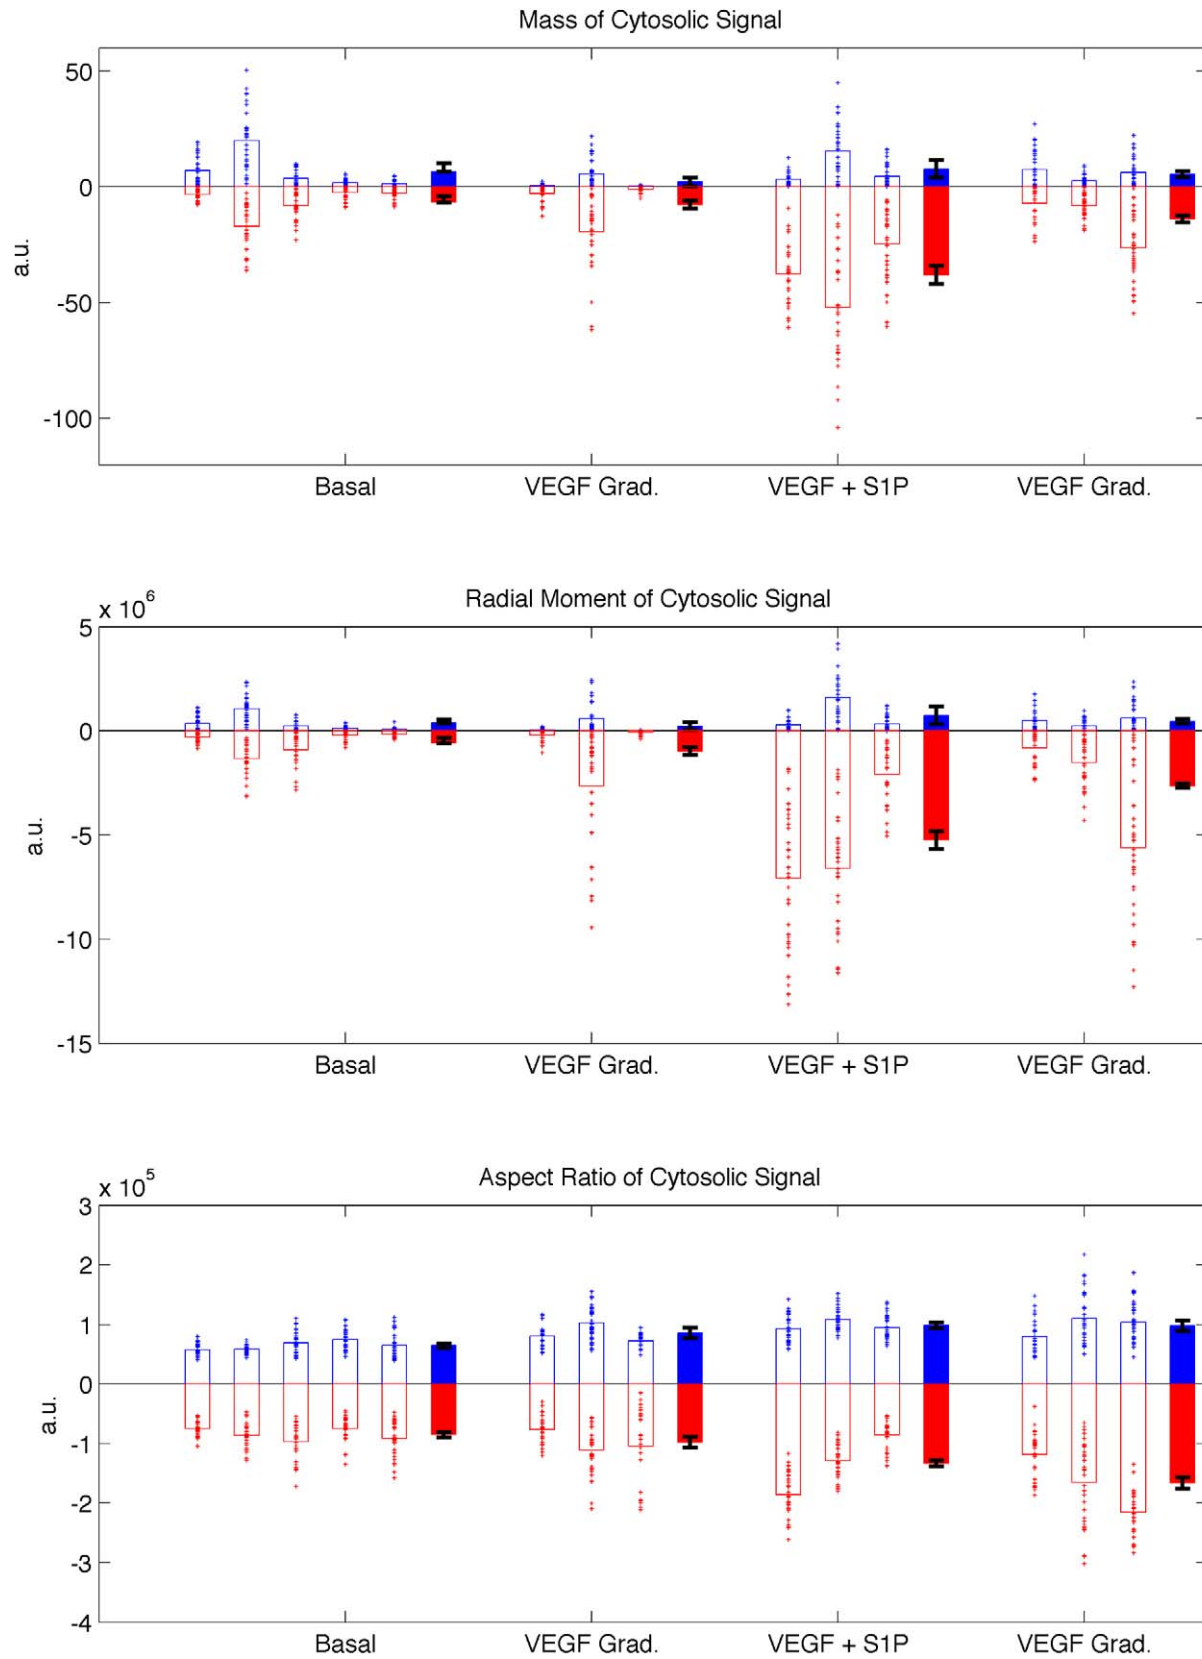 Mass of Cytosolic Signal
50
0
-50
-100
a.u.
Basal VEGF Grad. VEGF + S1P VEGF Grad.
x 10^6
Radial Moment of Cytosolic Signal
5
0
-5
-10
-15
a.u.
Basal VEGF Grad. VEGF + S1P VEGF Grad.
x 10^5
Aspect Ratio of Cytosolic Signal
3
2
1
0
-1
-2
-3
-4
a.u.
Basal VEGF Grad. VEGF + S1P VEGF Grad.